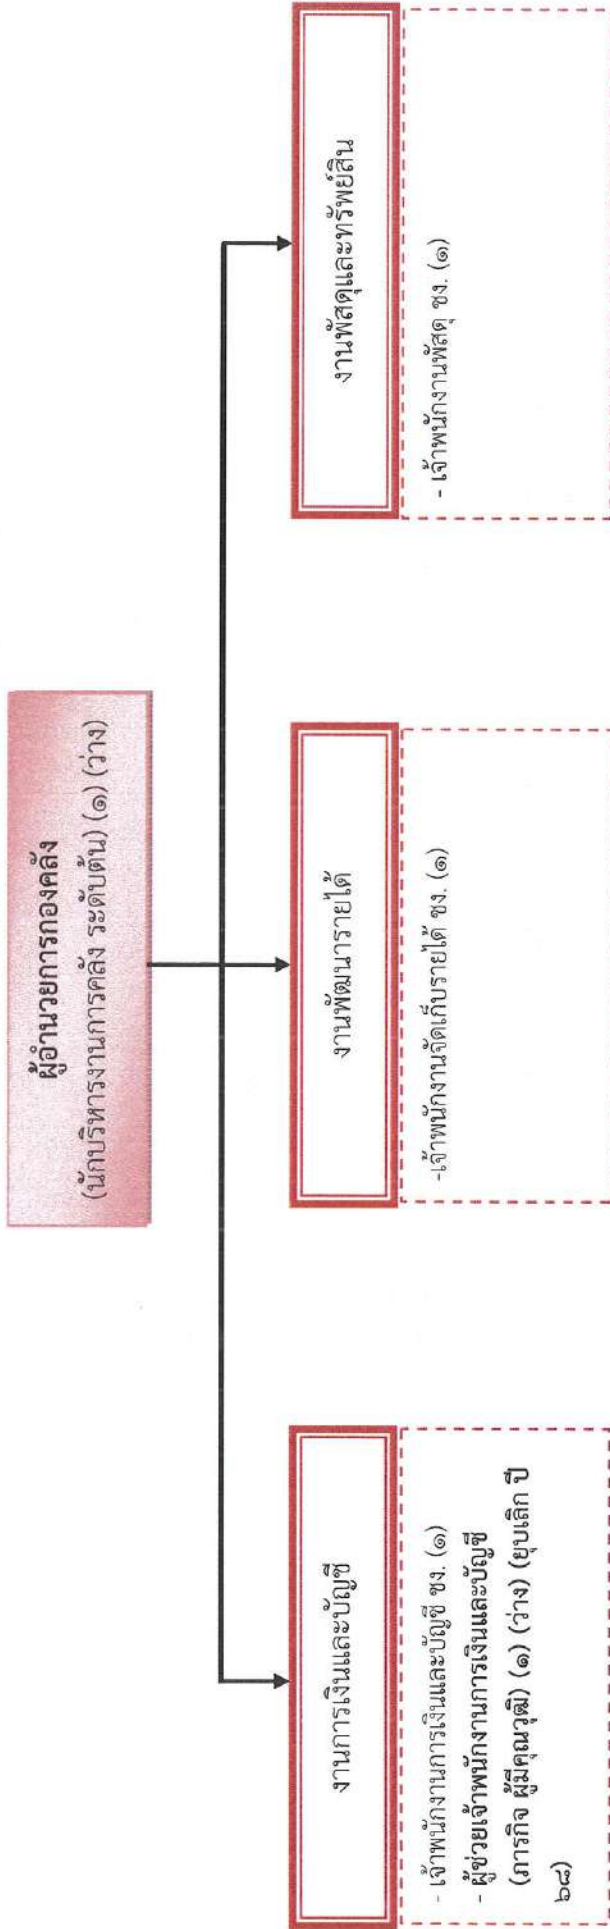 ผู้อำนวยการกองคลัง
(นักบริหารงานการคลัง ระดับต้น) (๑) (ว่าง)
งานการเงินและบัญชี
- เจ้าพนักงานการเงินและบัญชี ชง. (๑)
- ผู้ช่วยเจ้าพนักงานการเงินและบัญชี
(ภารกิจ ผู้มีคุณวุฒิ) (๑) (ว่าง) (ยุบเลิก ปี
๖๘)
งานพัฒนารายได้
-เจ้าพนักงานจัดเก็บรายได้ ชง. (๑)
งานพัสดุและทรัพย์สิน
- เจ้าพนักงานพัสดุ ชง. (๑)